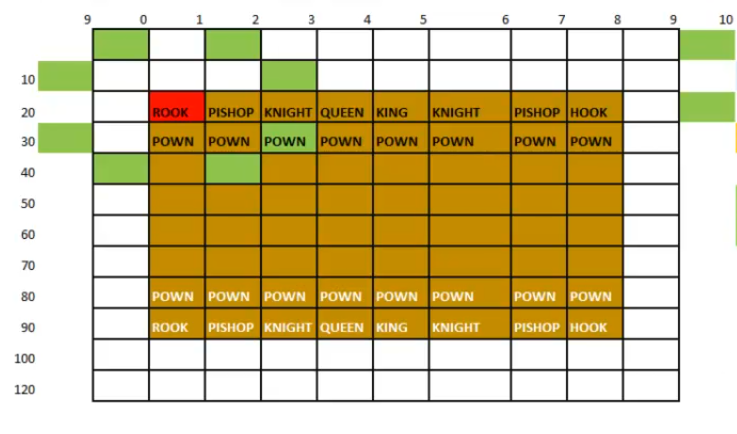 9 0 1 2 3 4 5 6 7 8 9 10
10
20 ROOK PISHOP KNIGHT QUEEN KING KNIGHT PISHOP HOOK
30 POWN POWN POWN POWN POWN POWN POWN POWN
40
50
60
70
80 POWN POWN POWN POWN POWN POWN POWN POWN
90 ROOK PISHOP KNIGHT QUEEN KING KNIGHT PISHOP HOOK
100
120